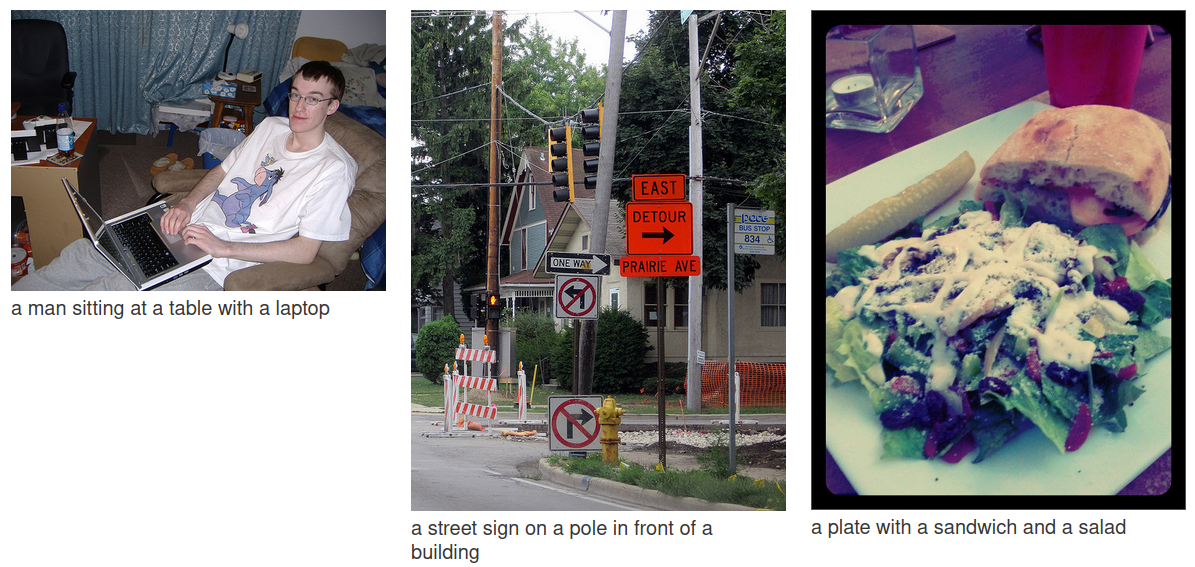 a man sitting at a table with a laptop
EAST
DETOUR
PRAIRIE AVE
ONE WAY
pace
BUS STOP
834
a street sign on a pole in front of a
building
a plate with a sandwich and a salad